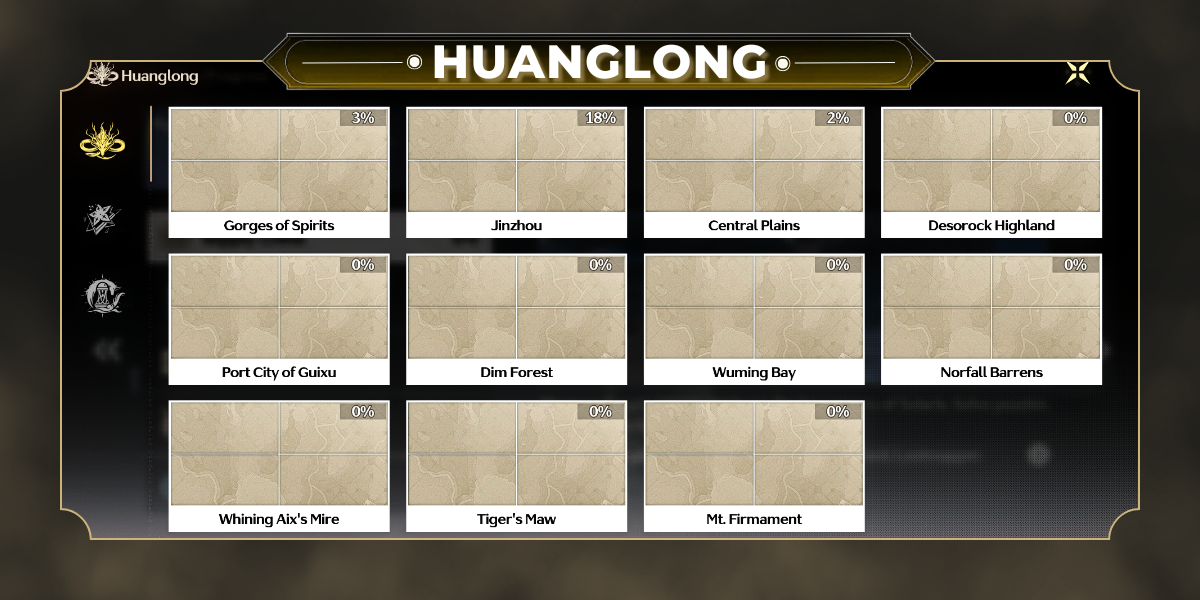 HUANGLONG
Huanglong
3%
18%
2%
0%
Gorges of Spirits
Jinzhou
Central Plains
Desorock Highland
0%
0%
0%
0%
Port City of Guixu
Dim Forest
Wuming Bay
Norfall Barrens
0%
0%
0%
Whining Aix's Mire
Tiger's Maw
Mt. Firmament